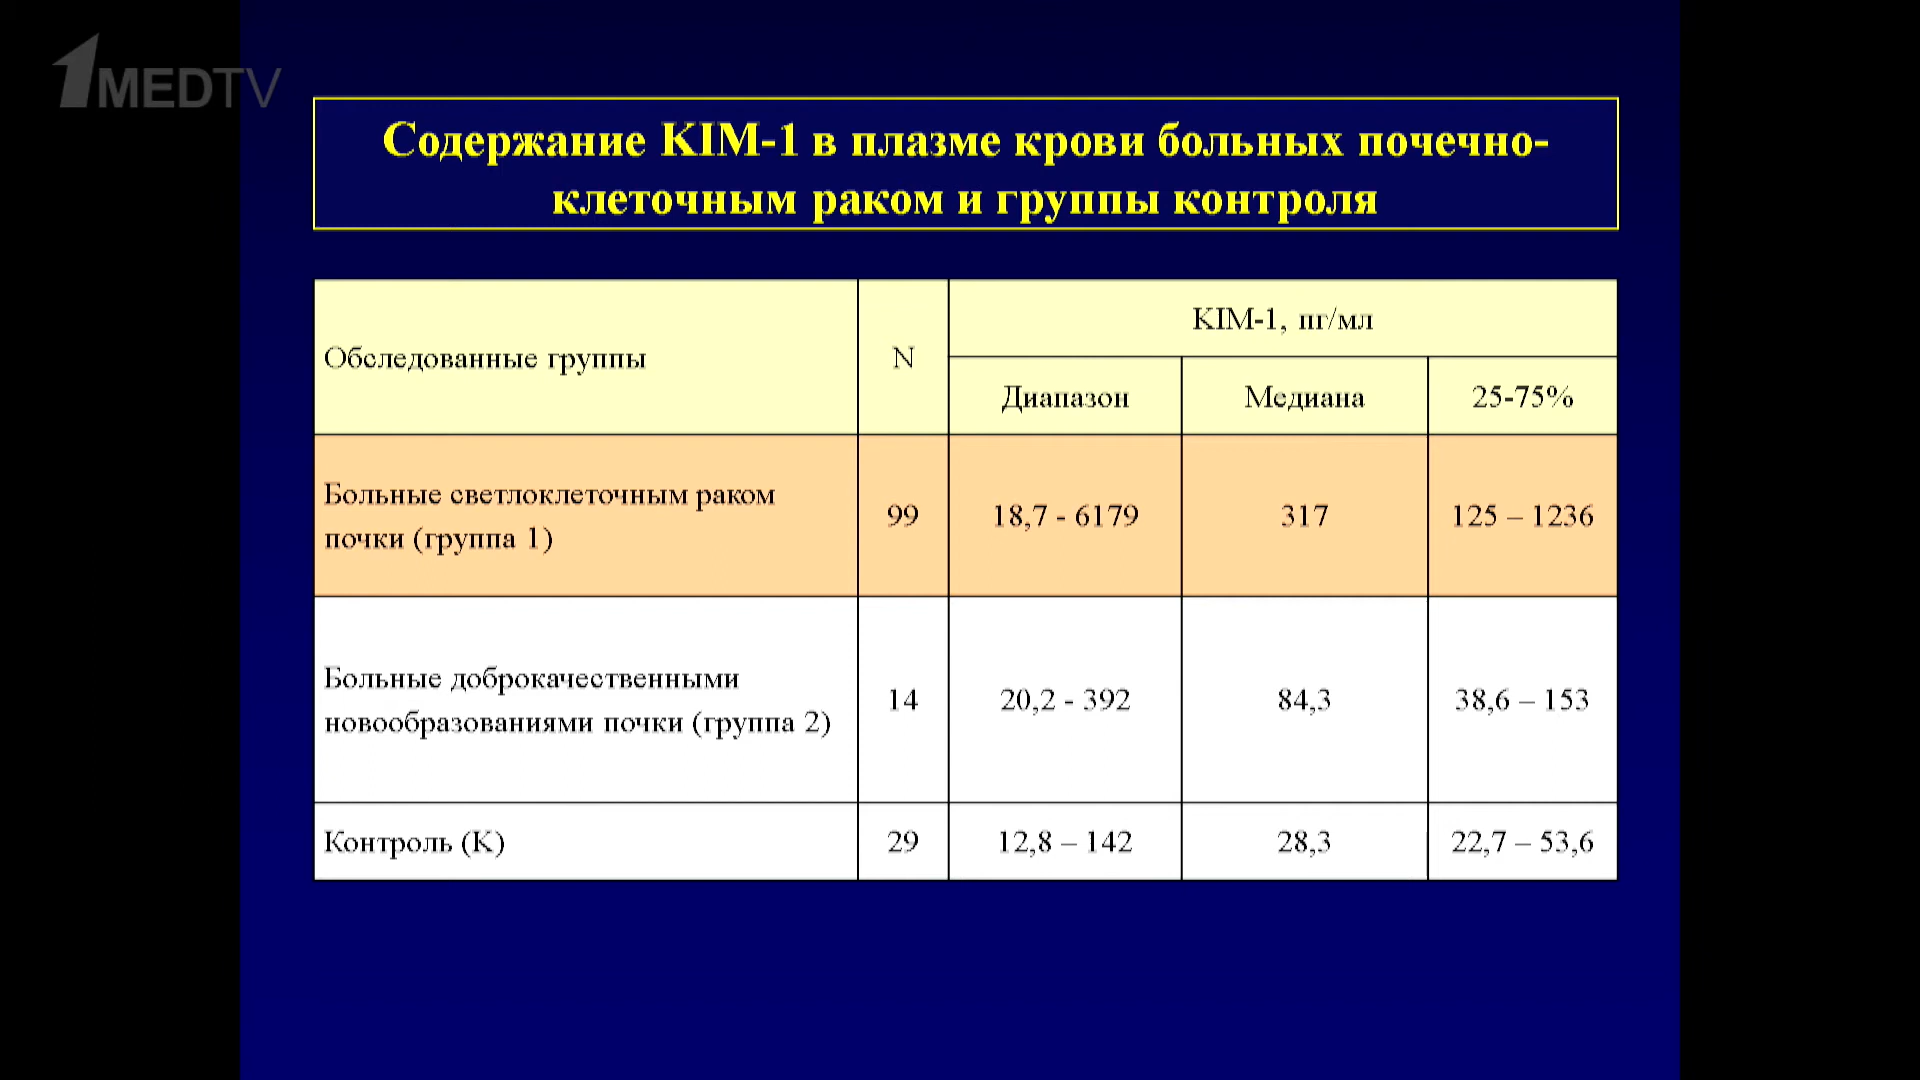 1MEDTV
Содержание KIM-1 в плазме крови больных почечно-
клеточным раком и группы контроля
Обследованные группы
N
KIM-1, пг/мл
Диапазон
Медиана
25-75%
Больные светлоклеточным раком
почки (группа 1)
99
18,7 - 6179
317
125 – 1236
Больные доброкачественными
новообразованиями почки (группа 2)
14
20,2 - 392
84,3
38,6 – 153
Контроль (К)
29
12,8 – 142
28,3
22,7 – 53,6